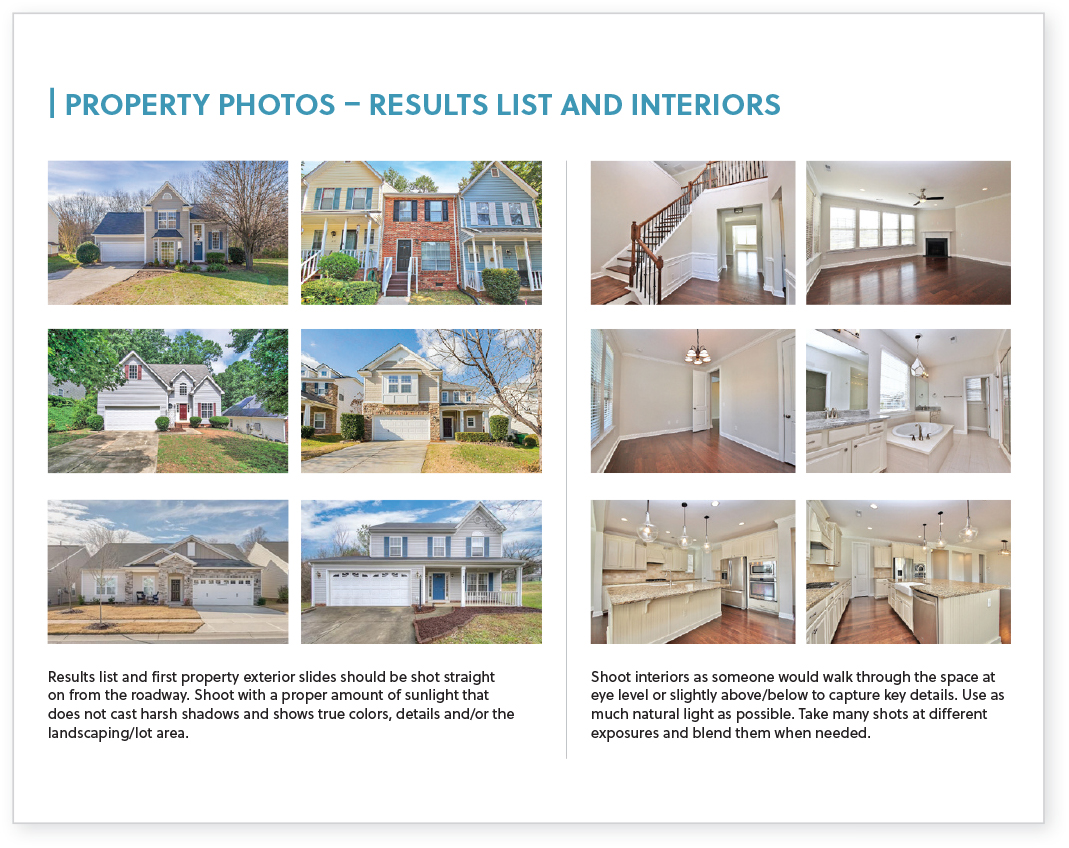 PROPERTY PHOTOS – RESULTS LIST AND INTERIORS
Results list and first property exterior slides should be shot straight
on from the roadway. Shoot with a proper amount of sunlight that
does not cast harsh shadows and shows true colors, details and/or the
landscaping/lot area.
Shoot interiors as someone would walk through the space at
eye level or slightly above/below to capture key details. Use as
much natural light as possible. Take many shots at different
exposures and blend them when needed.